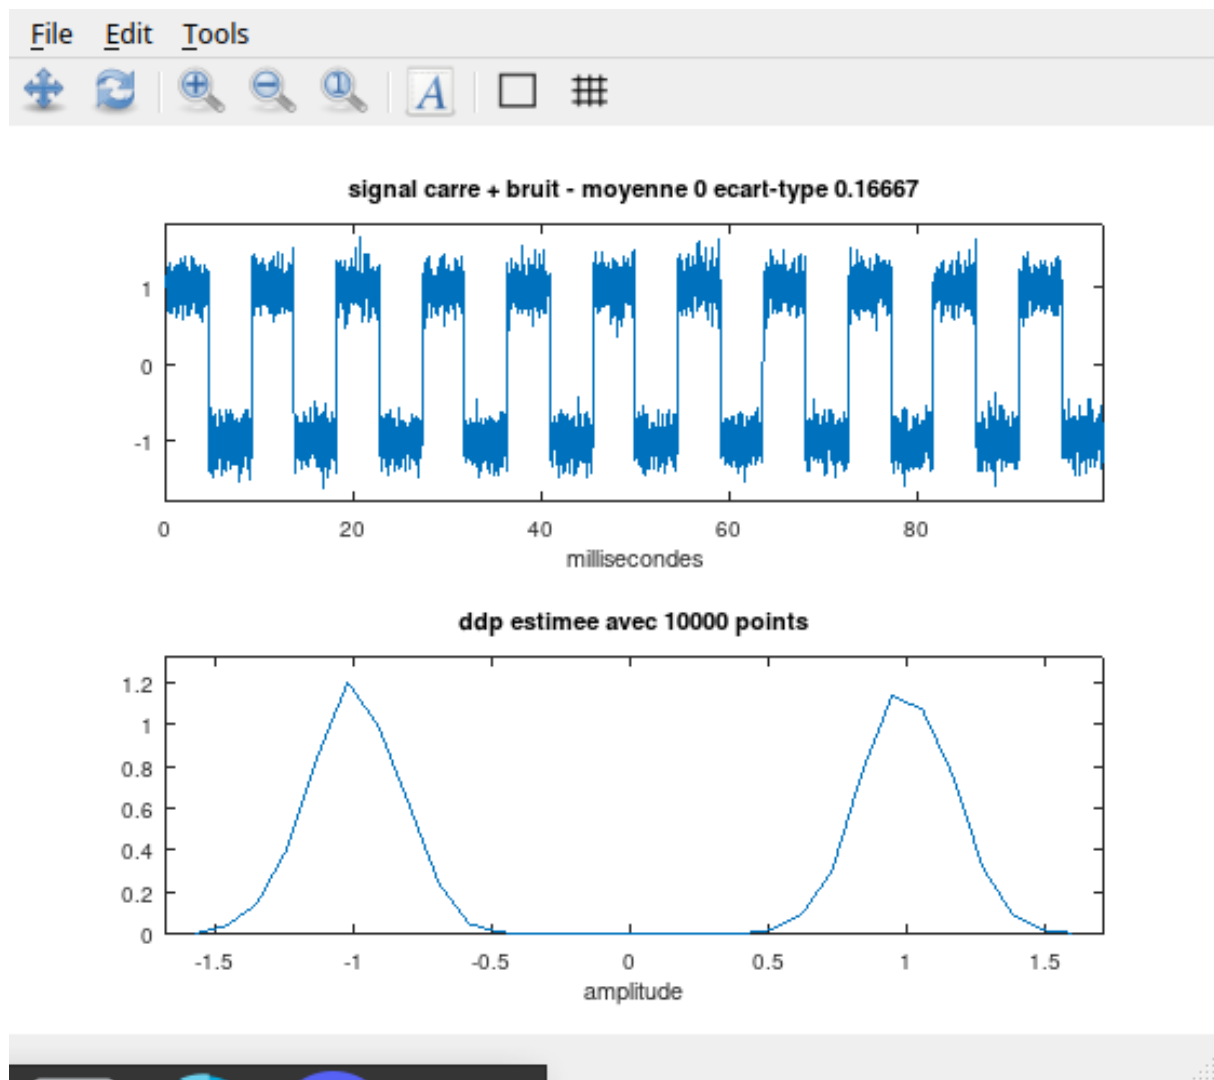 File Edit Tools
A
signal carre + bruit - moyenne 0 ecart-type 0.16667
1
0
-1
0 20 40 60 80
millisecondes
ddp estimee avec 10000 points
1.2
1
0.8
0.6
0.4
0.2
0
-1.5 -1 -0.5 0 0.5 1 1.5
amplitude